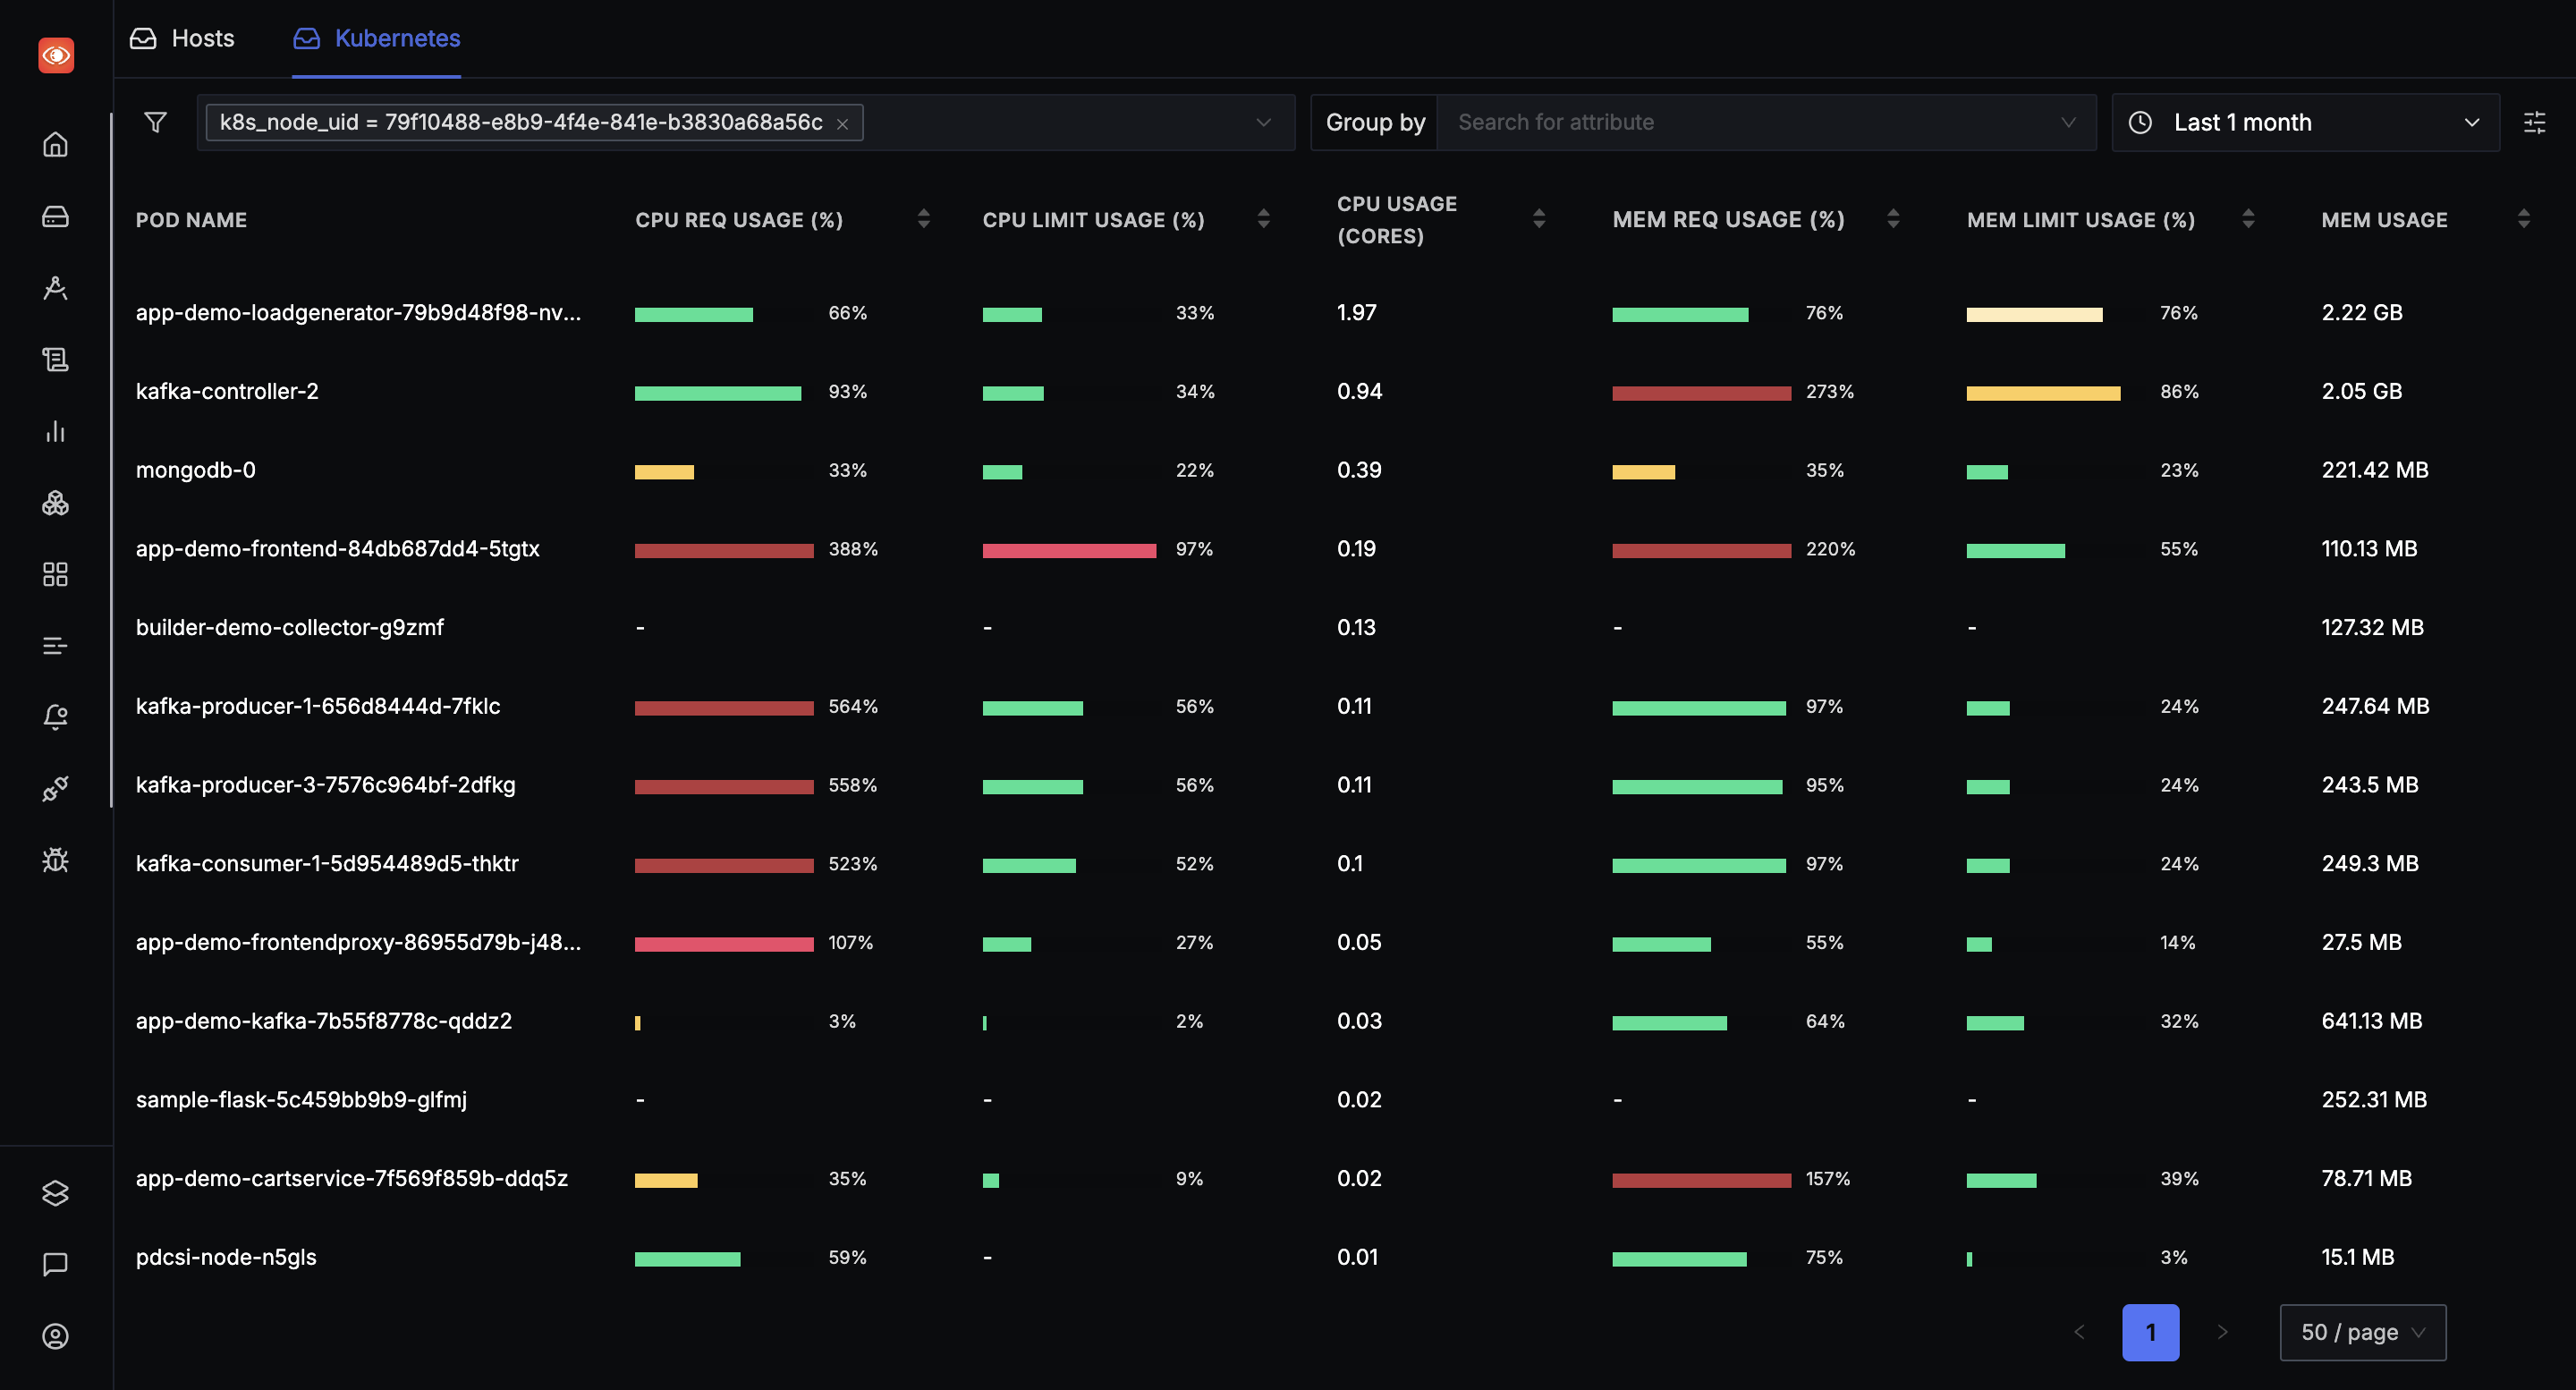 Hosts
Kubernetes
k8s_node_uid = 79f10488-e8b9-4f4e-841e-b3830a68a56c
Group by
Search for attribute
Last 1 month
POD NAME
CPU REQ USAGE (%)
CPU LIMIT USAGE (%)
CPU USAGE
(CORES)
MEM REQ USAGE (%)
MEM LIMIT USAGE (%)
MEM USAGE
app-demo-loadgenerator-79b9d48f98-nv... 66% 33% 1.97 76% 76% 2.22 GB
kafka-controller-2 93% 34% 0.94 273% 86% 2.05 GB
mongodb-0 33% 22% 0.39 35% 23% 221.42 MB
app-demo-frontend-84db687dd4-5tgtx 388% 97% 0.19 220% 55% 110.13 MB
builder-demo-collector-g9zmf - - 0.13 - - 127.32 MB
kafka-producer-1-656d8444d-7fklc 564% 56% 0.11 97% 24% 247.64 MB
kafka-producer-3-7576c964bf-2dfkg 558% 56% 0.11 95% 24% 243.5 MB
kafka-consumer-1-5d954489d5-thktr 523% 52% 0.1 97% 24% 249.3 MB
app-demo-frontendproxy-86955d79b-j48... 107% 27% 0.05 55% 14% 27.5 MB
app-demo-kafka-7b55f8778c-qddz2 3% 2% 0.03 64% 32% 641.13 MB
sample-flask-5c459bb9b9-glfmj - - 0.02 - - 252.31 MB
app-demo-cartservice-7f569f859b-ddq5z 35% 9% 0.02 157% 39% 78.71 MB
pdcsi-node-n5gls 59% - 0.01 75% 3% 15.1 MB
1
50 / page